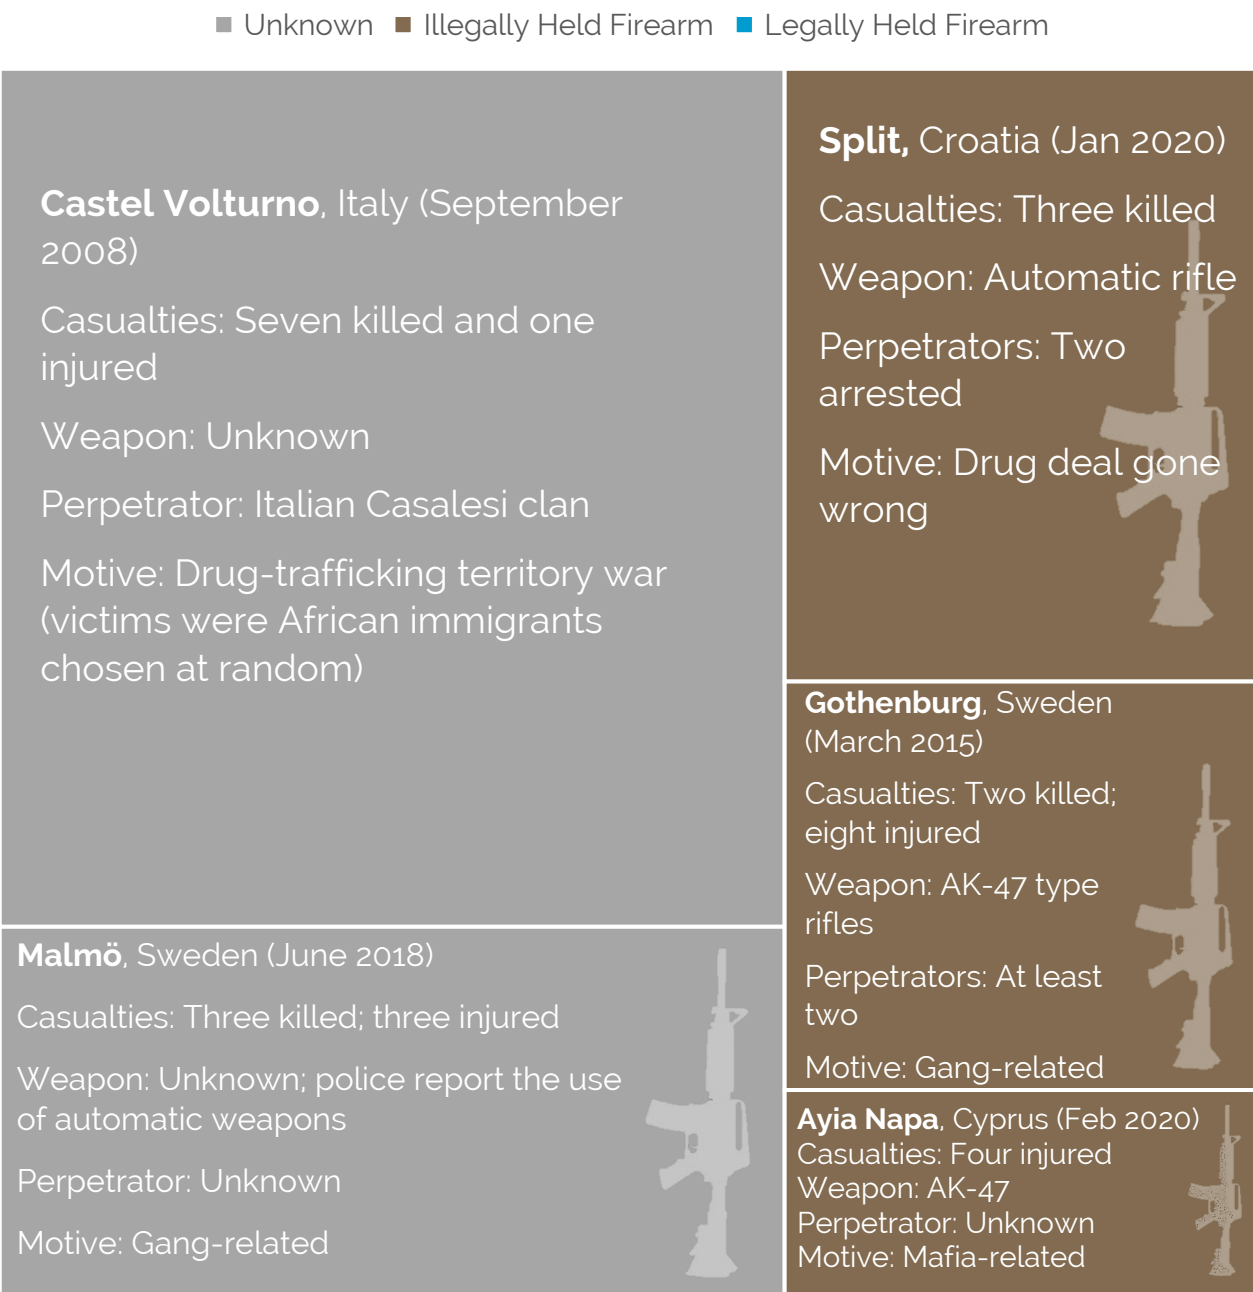 Unknown Illegally Held Firearm Legally Held Firearm
Castel Volturno, Italy (September
2008)
Casualties: Seven killed and one
injured
Weapon: Unknown
Perpetrator: Italian Casalesi clan
Motive: Drug-trafficking territory war
(victims were African immigrants
chosen at random)
Split, Croatia (Jan 2020)
Casualties: Three killed
Weapon: Automatic rifle
Perpetrators: Two
arrested
Motive: Drug deal gone
wrong
Gothenburg, Sweden
(March 2015)
Casualties: Two killed;
eight injured
Weapon: AK-47 type
rifles
Perpetrators: At least
two
Motive: Gang-related
Malmö, Sweden (June 2018)
Casualties: Three killed; three injured
Weapon: Unknown; police report the use
of automatic weapons
Perpetrator: Unknown
Motive: Gang-related
Ayia Napa, Cyprus (Feb 2020)
Casualties: Four injured
Weapon: AK-47
Perpetrator: Unknown
Motive: Mafia-related